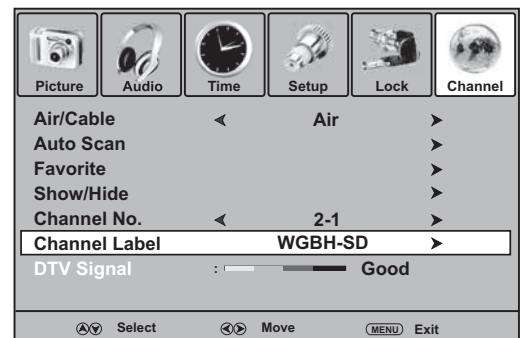 Picture Audio Time Setup Lock Channel
Air/Cable Air
Auto Scan
Favorite
Show/Hide
Channel No. 2-1
Channel Label WGBH-SD
DTV Signal : Good
Select Move MENU Exit